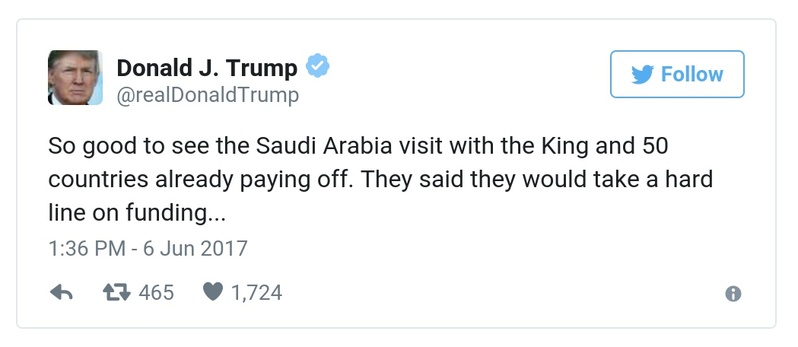 Donald J. Trump
@realDonaldTrump
Follow
So good to see the Saudi Arabia visit with the King and 50
countries already paying off. They said they would take a hard
line on funding...
1:36 PM - 6 Jun 2017
465 1,724